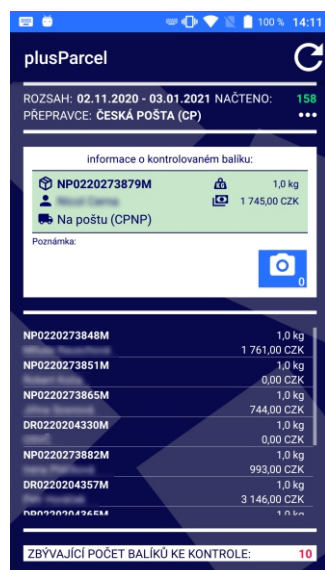 100 % 14:11
plusParcel
ROZSAH: 02.11.2020 - 03.01.2021 NAČTENO: 158
PŘEPRAVCE: ČESKÁ POŠTA (CP)
informace o kontrolovaném balíku:
NP0220273879M 1,0 kg
1 745,00 CZK
Na poštu (CPNP)
Poznámka:
0
NP0220273848M 1,0 kg
1 761,00 CZK
NP0220273851M 1,0 kg
0,00 CZK
NP0220273865M 1,0 kg
744,00 CZK
DR0220204330M 1,0 kg
0,00 CZK
NP0220273882M 1,0 kg
993,00 CZK
DR0220204357M 1,0 kg
3 146,00 CZK
DR0220204365M 1,0 kg
ZBÝVAJÍCÍ POČET BALÍKŮ KE KONTROLE: 10